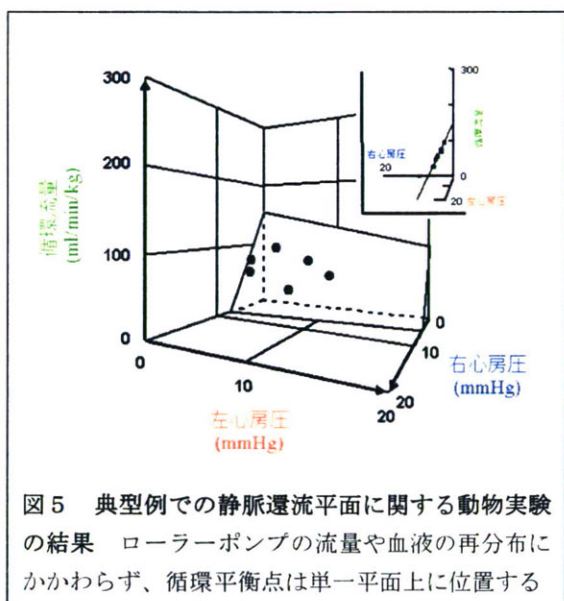 300
200
100
0
循環流量
(ml/min/kg)
0
10
20
左心房圧
(mmHg)
20
10
0
右心房圧
(mmHg)
300
0
右心房圧
20
20
左心房圧
図5 典型例での静脈還流平面に関する動物実験
の結果 ローラーポンプの流量や血液の再分布に
かかわらず、循環平衡点は単一平面上に位置する